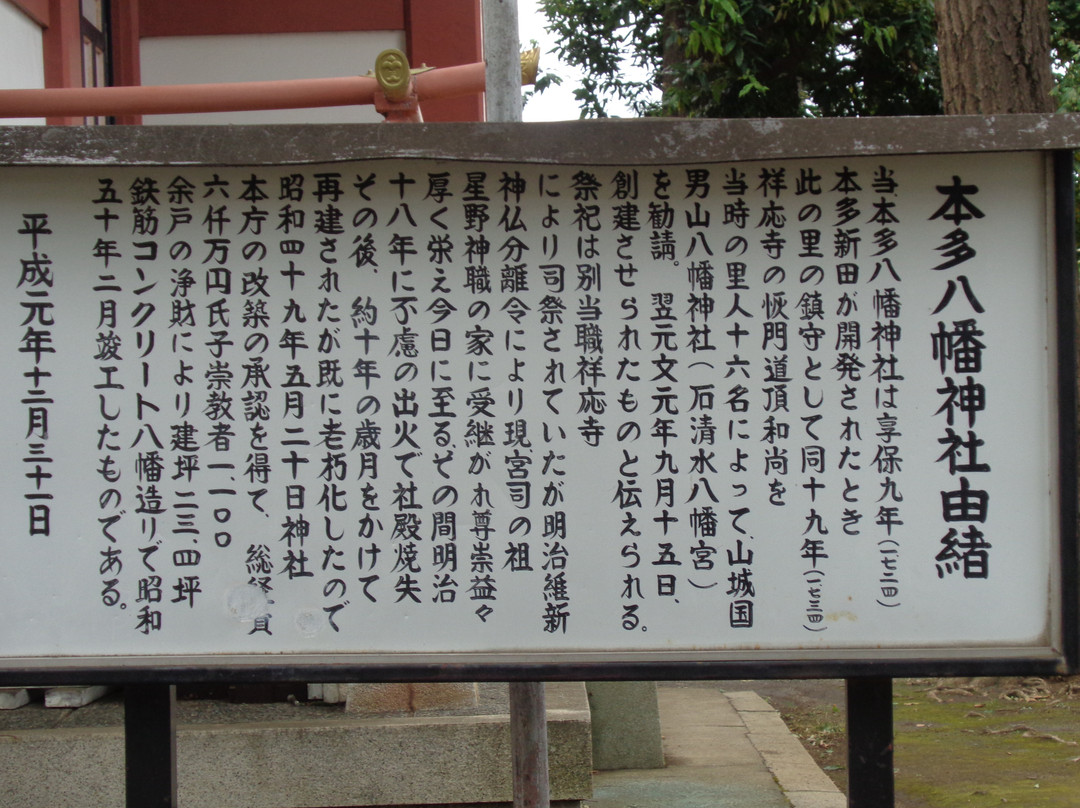 本多八幡神社由緒
当、本多八幡神社は享保九年（一七二四）
本多新田が開発されたとき
此の里の鎮守として同十九年（一七三四）
祥応寺の恢門道頂和尚を
当時の里人十六名によって、山城国
男山八幡神社（石清水八幡宮）
を勧請。翌元文元年九月十五日、
創建させられたものと伝えられる。
祭祀は別当職祥応寺
により司祭されていたが明治維新
神仏分離令により現宮司の祖
星野神職の家に受継がれ尊崇益々
厚く栄え今日に至る、その間明治
十八年に不慮の出火で社殿焼失
その後、約十年の歳月をかけて
再建されたが既に老朽化したので
昭和四十九年五月二十日神社
本庁の改築の承認を得て、総経費
六仟万円氏子崇教者一、一〇〇
余戸の浄財により建坪二三、四坪
鉄筋コンクリート八幡造りで昭和
五十年二月竣工したものである。
平成元年十二月三十一日